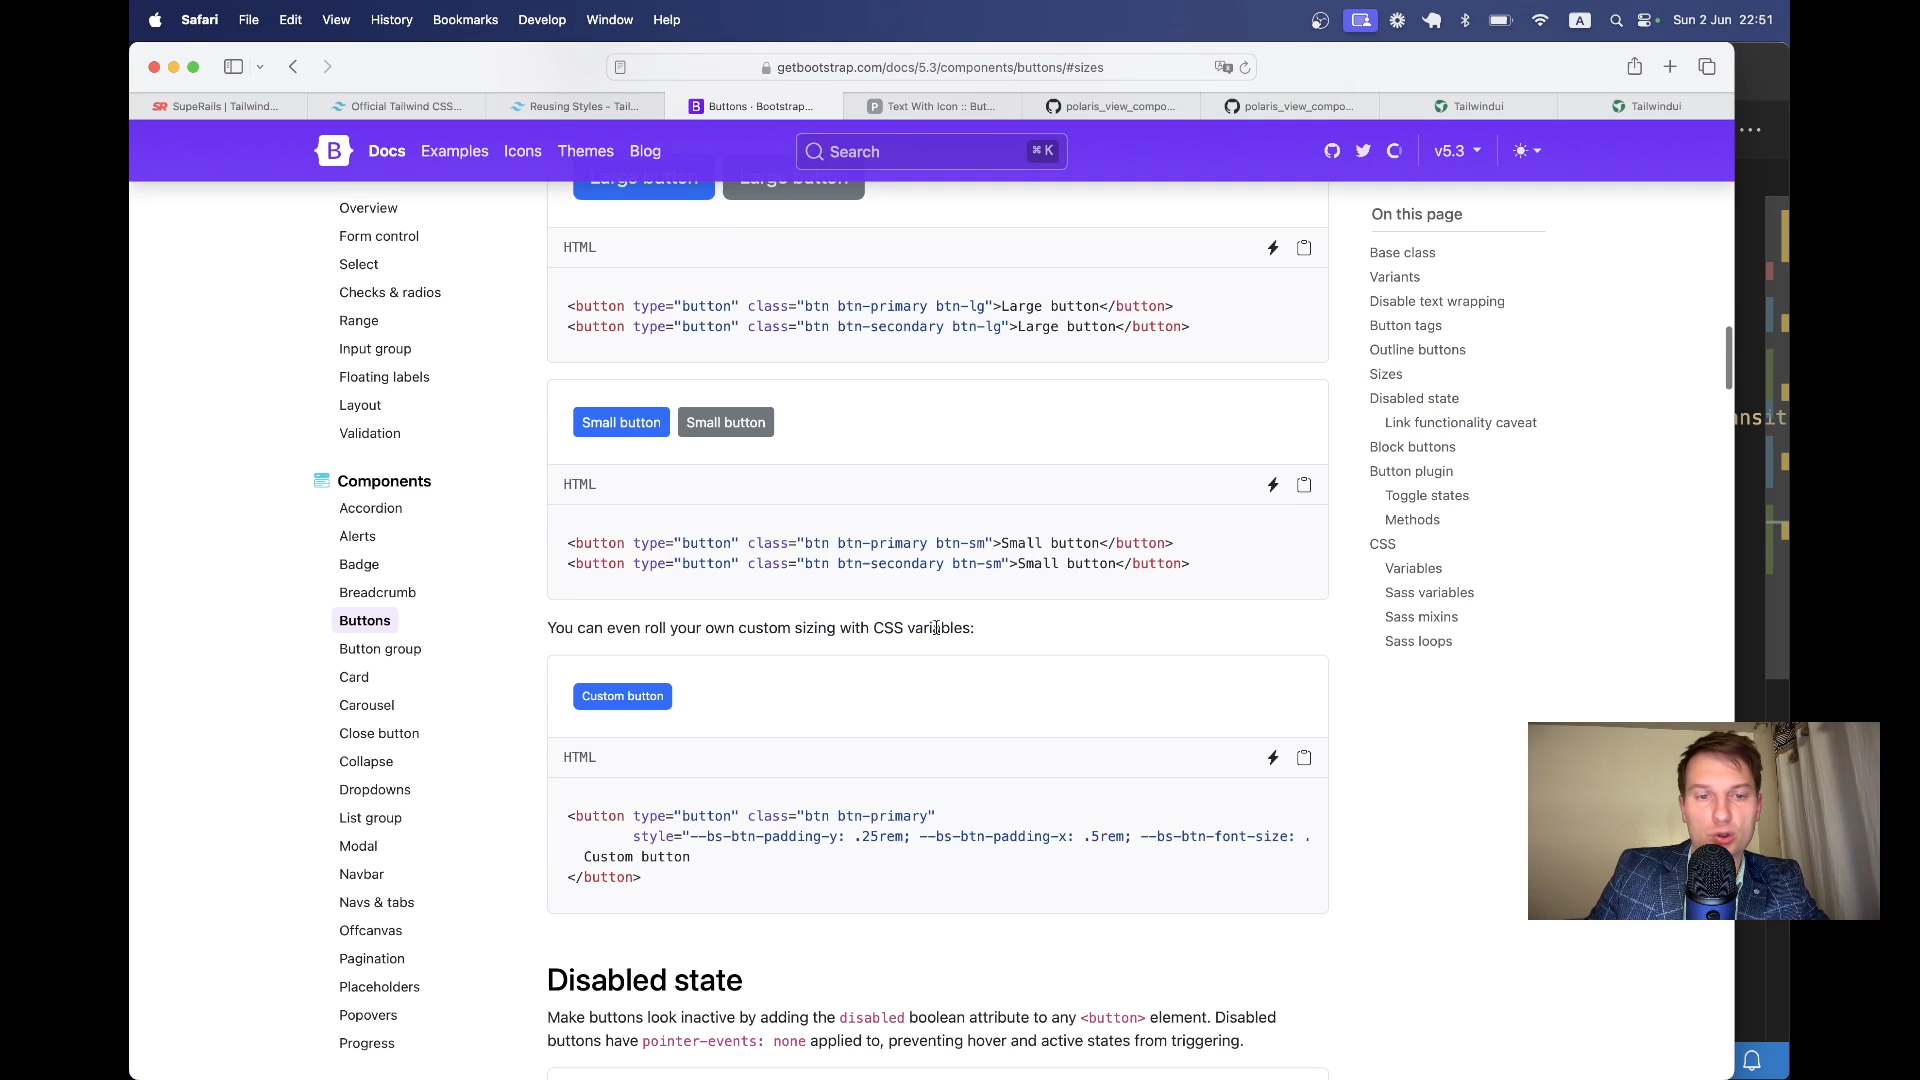 Safari File Edit View History Bookmarks Develop Window Help A Sun 2 Jun 22:51
getbootstrap.com/docs/5.3/components/buttons/#sizes
SR SupeRails | Tailwind... Official Tailwind CSS... Reusing Styles - Tail... B Buttons · Bootstrap... P Text With Icon :: But... polaris_view_compo... polaris_view_compo... Tailwindui Tailwindui
B Docs Examples Icons Themes Blog Search ⌘ K v5.3
Large button Large button
Overview
Form control
Select
Checks & radios
Range
Input group
Floating labels
Layout
Validation
Components
Accordion
Alerts
Badge
Breadcrumb
Buttons
Button group
Card
Carousel
Close button
Collapse
Dropdowns
List group
Modal
Navbar
Navs & tabs
Offcanvas
Pagination
Placeholders
Popovers
Progress
HTML
<button type="button" class="btn btn-primary btn-lg">Large button</button>
<button type="button" class="btn btn-secondary btn-lg">Large button</button>
Small button Small button
HTML
<button type="button" class="btn btn-primary btn-sm">Small button</button>
<button type="button" class="btn btn-secondary btn-sm">Small button</button>
You can even roll your own custom sizing with CSS variables:
Custom button
HTML
<button type="button" class="btn btn-primary"
style="--bs-btn-padding-y: .25rem; --bs-btn-padding-x: .5rem; --bs-btn-font-size: .
Custom button
</button>
Disabled state
Make buttons look inactive by adding the disabled boolean attribute to any <button> element. Disabled
buttons have pointer-events: none applied to, preventing hover and active states from triggering.
On this page
Base class
Variants
Disable text wrapping
Button tags
Outline buttons
Sizes
Disabled state
Link functionality caveat
Block buttons
Button plugin
Toggle states
Methods
CSS
Variables
Sass variables
Sass mixins
Sass loops
ansit